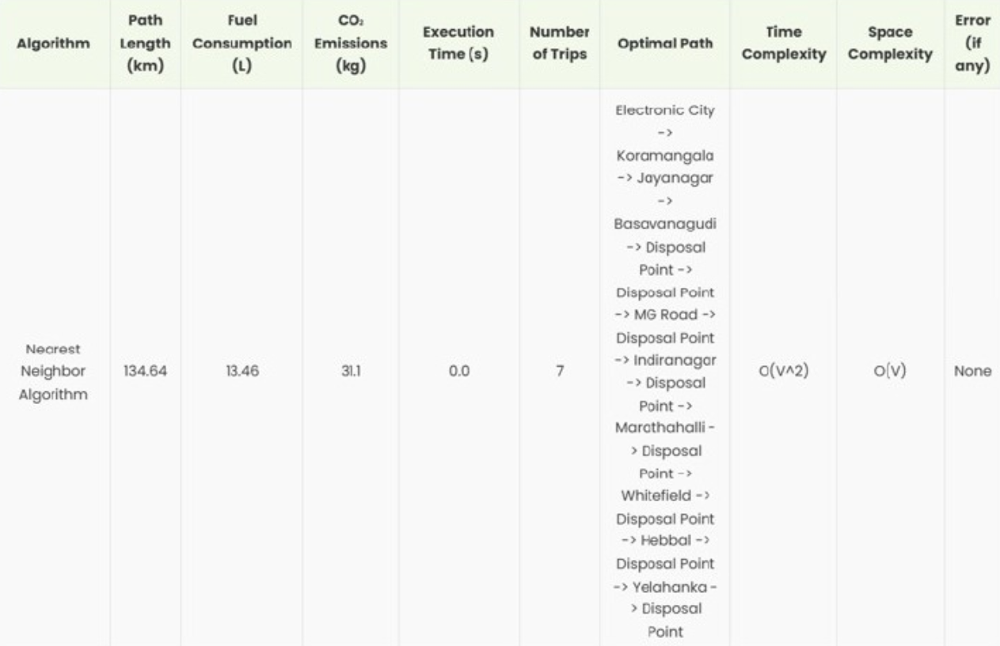 Algorithm
Path
Length
(km)
Fuel
Consumption
(L)
CO₂
Emissions
(kg)
Execution
Time (s)
Number
of Trips
Optimal Path
Time
Complexity
Space
Complexity
Error
(if
any)
Nearest
Neighbor
Algorithm
134.64
13.46
31.1
0.0
7
Electronic City
->
Koramangala
-> Jayanagar
->
Basavanagudi
-> Disposal
Point ->
Disposal Point
-> MG Road ->
Disposal Point
-> Indiranagar
-> Disposal
Point ->
Marathahalli -
> Disposal
Point ->
Whitefield ->
Disposal Point
-> Hebbal ->
Disposal Point
-> Yelahanka -
> Disposal
Point
O(V^2)
O(V)
None